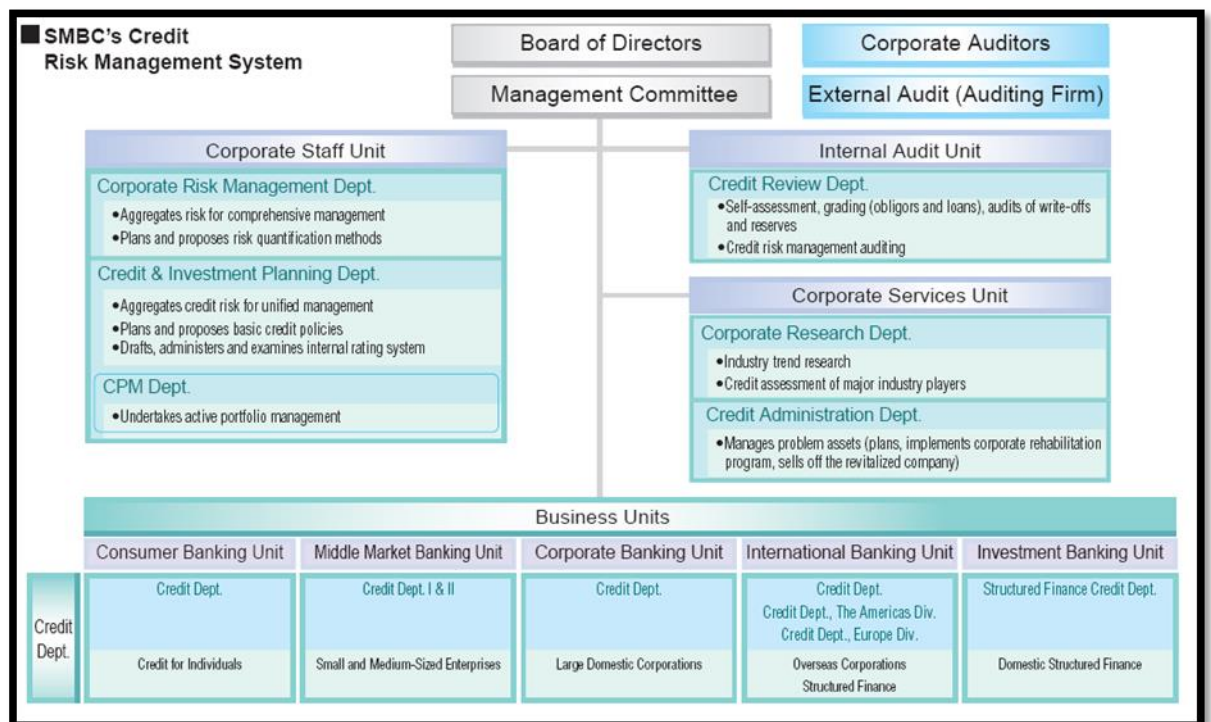 ■ SMBC's Credit
Risk Management System
Board of Directors
Corporate Auditors
Management Committee
External Audit (Auditing Firm)
Corporate Staff Unit
Corporate Risk Management Dept.
•Aggregates risk for comprehensive management
•Plans and proposes risk quantification methods
Credit & Investment Planning Dept.
•Aggregates credit risk for unified management
•Plans and proposes basic credit policies
•Drafts, administers and examines internal rating system
CPM Dept.
•Undertakes active portfolio management
Internal Audit Unit
Credit Review Dept.
•Self-assessment, grading (obligors and loans), audits of write-offs
and reserves
•Credit risk management auditing
Corporate Services Unit
Corporate Research Dept.
•Industry trend research
•Credit assessment of major industry players
Credit Administration Dept.
•Manages problem assets (plans, implements corporate rehabilitation
program, sells off the revitalized company)
Business Units
Consumer Banking Unit
Middle Market Banking Unit
Corporate Banking Unit
International Banking Unit
Investment Banking Unit
Credit
Dept.
Credit Dept.
Credit for Individuals
Credit Dept. I & II
Small and Medium-Sized Enterprises
Credit Dept.
Large Domestic Corporations
Credit Dept.
Credit Dept., The Americas Div.
Credit Dept., Europe Div.
Overseas Corporations
Structured Finance
Structured Finance Credit Dept.
Domestic Structured Finance